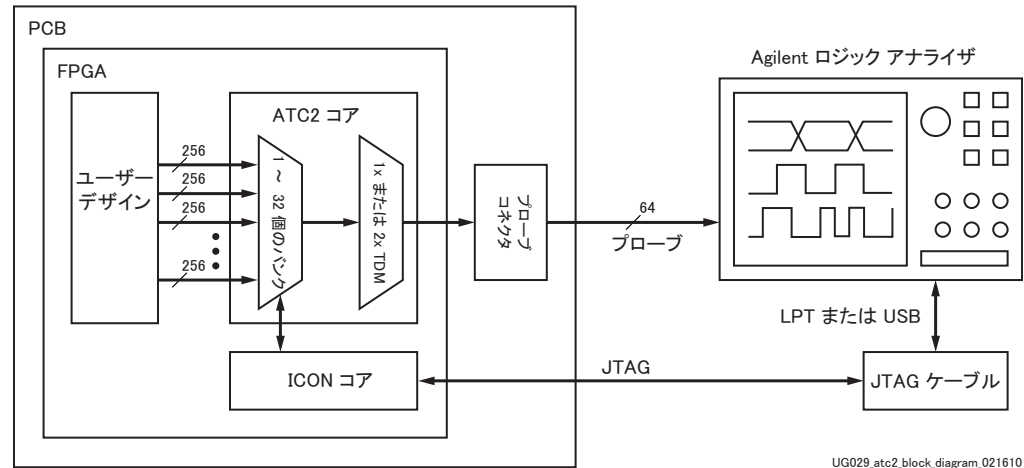 PCB
FPGA
ユーザー
デザイン
256
256
256
256
ATC2 コア
1 ~ 32 個のバンク
1x または 2x TDM
ICON コア
プローブ
コネクタ
64
プローブ
Agilent ロジック アナライザ
LPT または USB
JTAG
JTAG ケーブル
UG029_atc2_block_diagram_021610